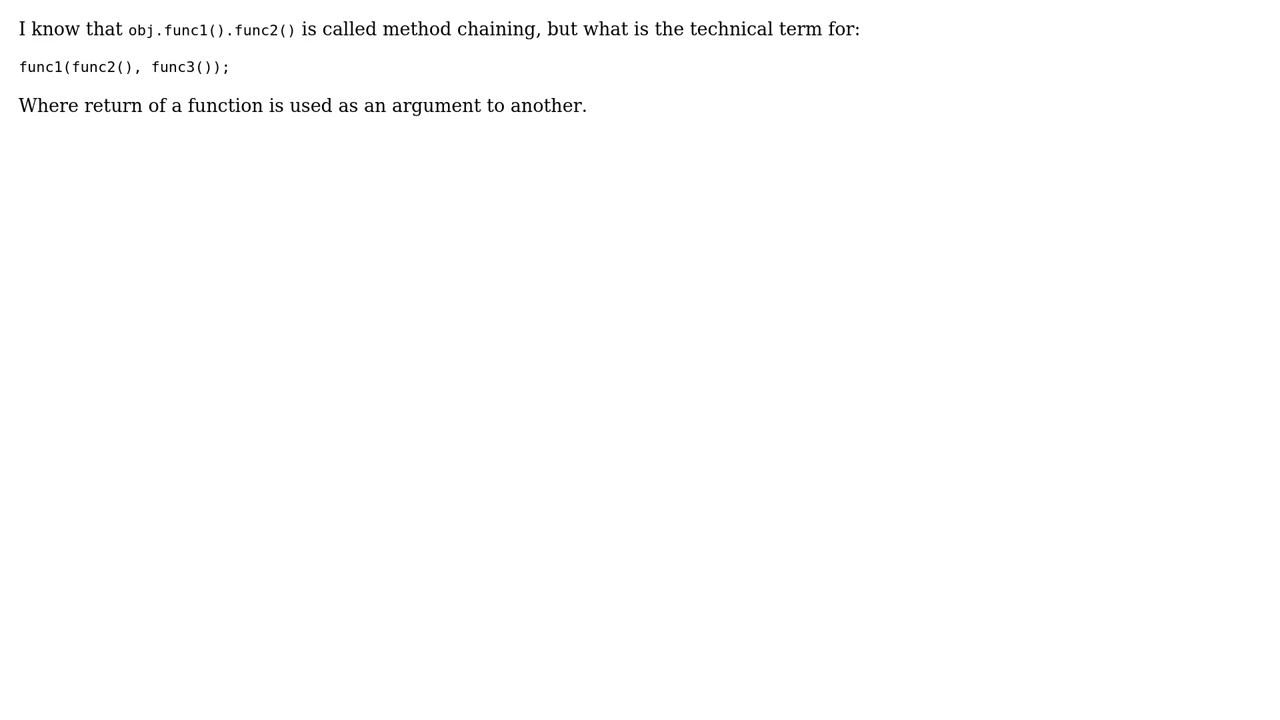 I know that obj.func1().func2() is called method chaining, but what is the technical term for:
func1(func2(), func3());
Where return of a function is used as an argument to another.